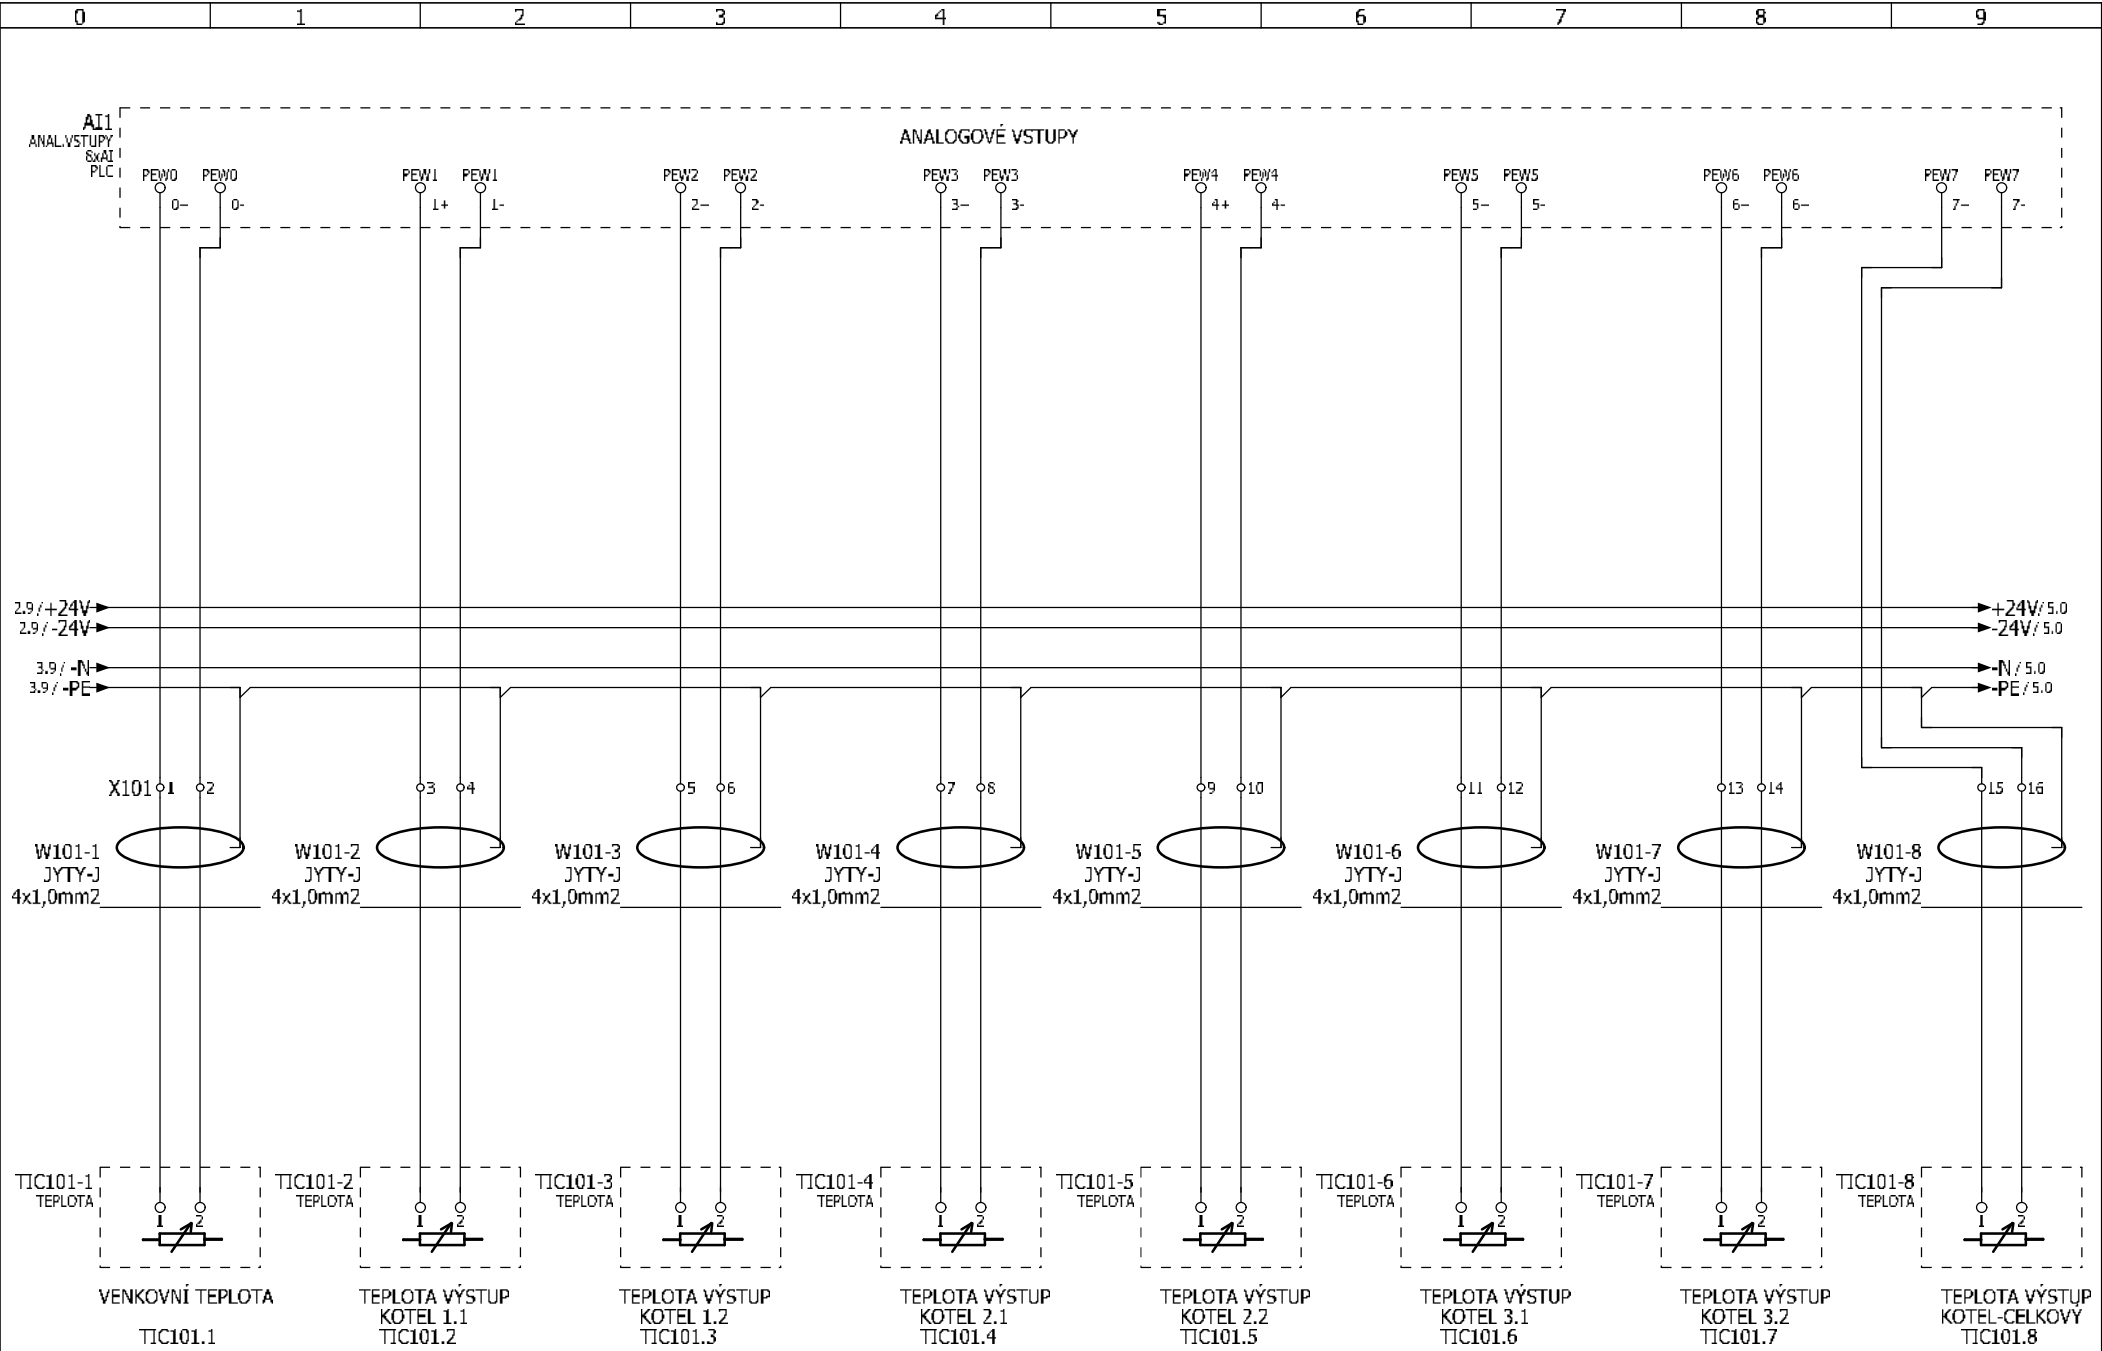 0 1 2 3 4 5 6 7 8 9
AI1
ANAL.VSTUPY
8xAI
PLC
ANALOGOVÉ VSTUPY
PEW0 PEW0 PEW1 PEW1 PEW2 PEW2 PEW3 PEW3 PEW4 PEW4 PEW5 PEW5 PEW6 PEW6 PEW7 PEW7
0– 0- 1+ 1- 2– 2- 3– 3- 4+ 4- 5– 5- 6– 6– 7– 7-
2.9/+24V +24V/5.0
2.9/-24V -24V/5.0
3.9/-N -N/5.0
3.9/-PE -PE/5.0
X101 1 2 3 4 5 6 7 8 9 10 11 12 13 14 15 16
W101-1 W101-2 W101-3 W101-4 W101-5 W101-6 W101-7 W101-8
JYTY-J JYTY-J JYTY-J JYTY-J JYTY-J JYTY-J JYTY-J JYTY-J
4x1,0mm2 4x1,0mm2 4x1,0mm2 4x1,0mm2 4x1,0mm2 4x1,0mm2 4x1,0mm2 4x1,0mm2
TIC101-1 TIC101-2 TIC101-3 TIC101-4 TIC101-5 TIC101-6 TIC101-7 TIC101-8
TEPLOTA TEPLOTA TEPLOTA TEPLOTA TEPLOTA TEPLOTA TEPLOTA TEPLOTA
1 2 1 2 1 2 1 2 1 2 1 2 1 2 1 2
VENKOVNÍ TEPLOTA TEPLOTA VÝSTUP TEPLOTA VÝSTUP TEPLOTA VÝSTUP TEPLOTA VÝSTUP TEPLOTA VÝSTUP TEPLOTA VÝSTUP TEPLOTA VÝSTUP
KOTEL 1.1 KOTEL 1.2 KOTEL 2.1 KOTEL 2.2 KOTEL 3.1 KOTEL 3.2 KOTEL-CELKOVÝ
TIC101.1 TIC101.2 TIC101.3 TIC101.4 TIC101.5 TIC101.6 TIC101.7 TIC101.8